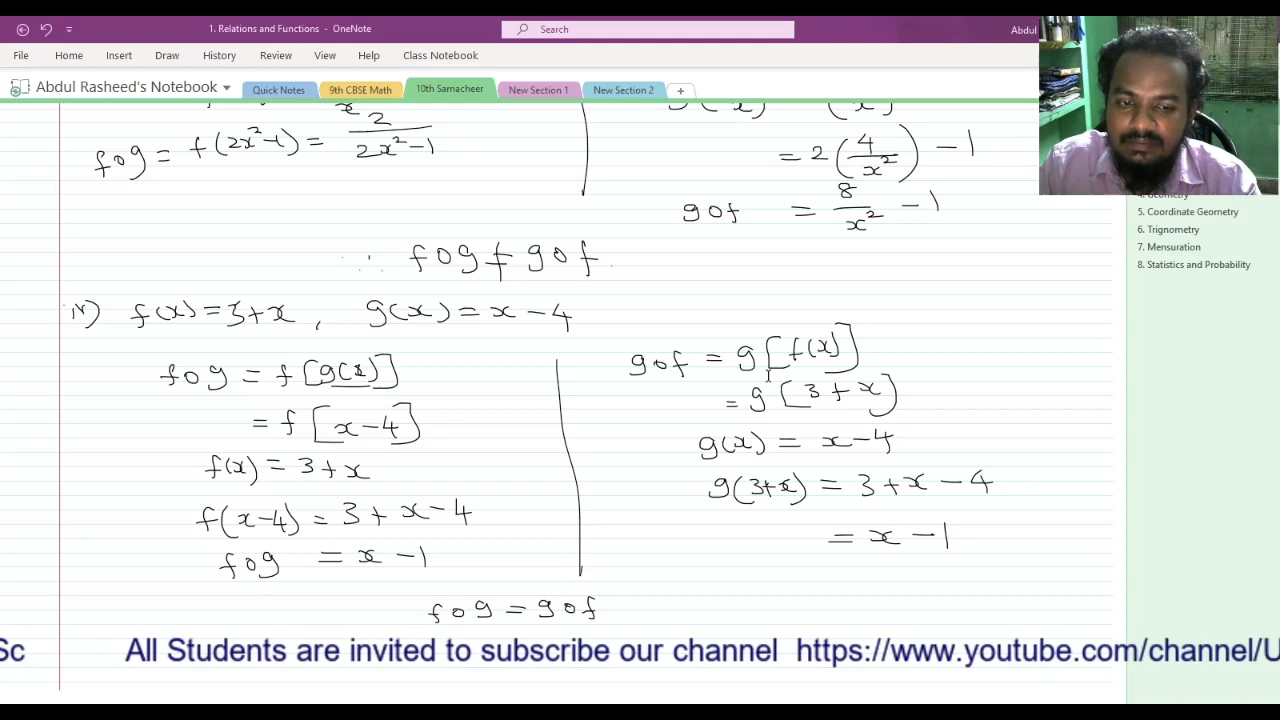 1. Relations and Functions - OneNote
Search
Abdul
File Home Insert Draw History Review View Help Class Notebook
Abdul Rasheed's Notebook
Quick Notes
9th CBSE Math
10th Samacheer
New Section 1
New Section 2
5. Coordinate Geometry
6. Trignometry
7. Mensuration
8. Statistics and Probability
fog = f(2x²-1) = 2/(2x²-1)
= 2(4/x²) - 1
gof = 8/x² - 1
∴ fog ≠ gof.
iv) f(x) = 3+x , g(x) = x - 4
fog = f[g(x)]
= f[x-4]
f(x) = 3+x
f(x-4) = 3+x-4
fog = x-1
gof = g[f(x)]
= g[3+x]
g(x) = x-4
g(3+x) = 3+x-4
= x-1
fog = gof
Sc All Students are invited to subscribe our channel https://www.youtube.com/channel/U